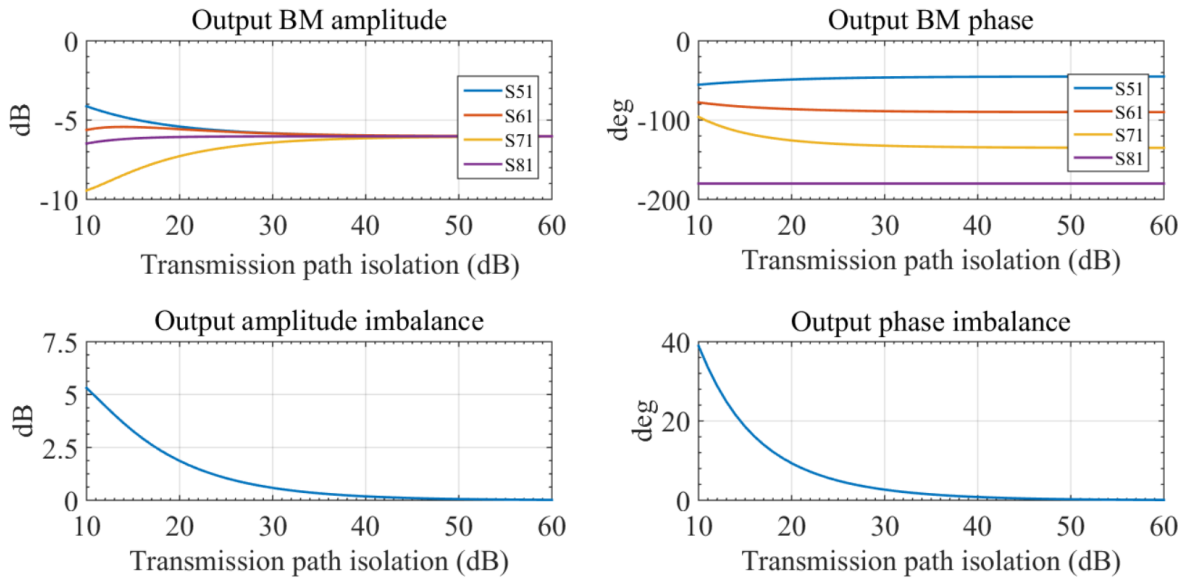 Output BM amplitude
0
-5
-10
dB
S51
S61
S71
S81
10 20 30 40 50 60
Transmission path isolation (dB)
Output BM phase
0
-100
-200
deg
S51
S61
S71
S81
10 20 30 40 50 60
Transmission path isolation (dB)
Output amplitude imbalance
7.5
5
2.5
0
dB
10 20 30 40 50 60
Transmission path isolation (dB)
Output phase imbalance
40
20
0
deg
10 20 30 40 50 60
Transmission path isolation (dB)